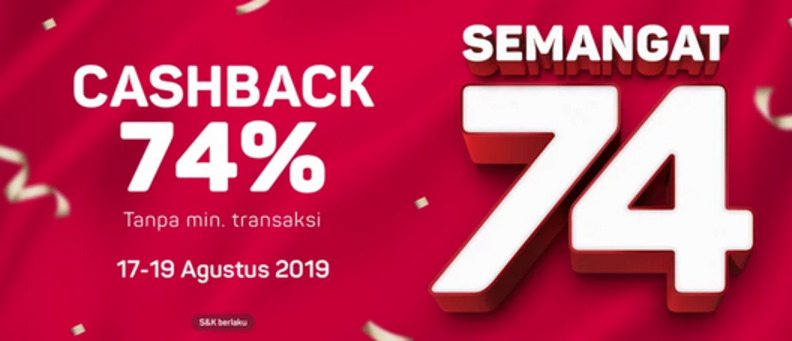 CASHBACK
74%
Tanpa min. transaksi
17-19 Agustus 2019
S&K berlaku
SEMANGAT
74